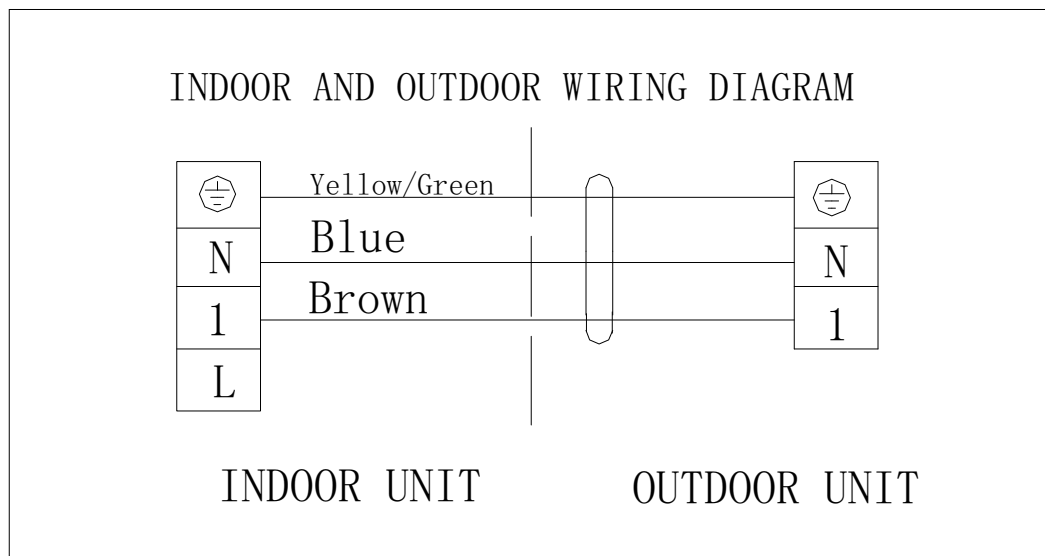 INDOOR AND OUTDOOR WIRING DIAGRAM
Yellow/Green
N Blue N
1 Brown 1
L
INDOOR UNIT OUTDOOR UNIT